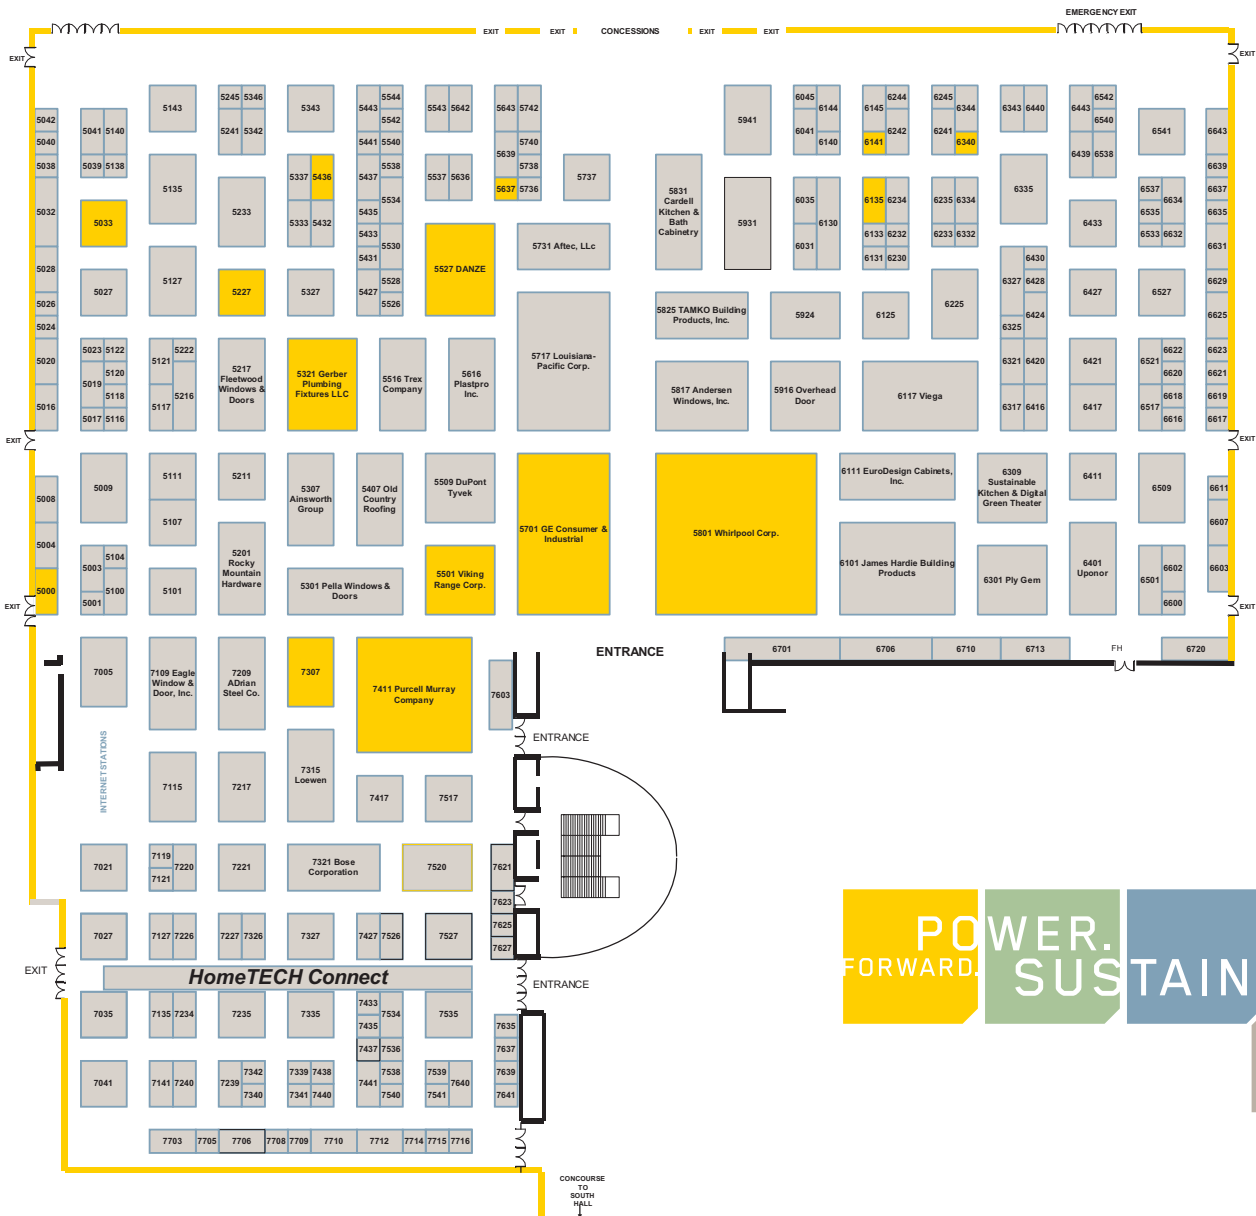 EMERGENCY EXIT
EXIT EXIT CONCESSIONS EXIT EXIT
EXIT EXIT
5143 5245 5346 5343 5443 5544 5543 5642 5643 5742 5941 6045 6144 6145 6244 6245 6344 6343 6440 6443 6542
5042 5041 5140 5241 5342 5542 6041 6242 6241 6540 6541 6643
5040 5441 5540 5639 5740 6140 6141 6340
5038 5039 5138 5337 5436 5437 5538 5537 5636 5738 5737 6439 6538 6639
5135 5637 5736 5831 Cardell Kitchen & Bath Cabinetry 6335 6537 6637
5032 5033 5233 5333 5432 5435 5534 5931 6035 6130 6135 6234 6235 6334 6433 6535 6634 6635
5433 6133 6232 6233 6332 6533 6632
5431 5530 5731 Aftec, LLc 6031 6131 6230 6430 6631
5028 5027 5127 5227 5327 5427 5528 5527 DANZE 6327 6428 6427 6527 6629
5026 5526 5825 TAMKO Building Products, Inc. 5924 6125 6225 6424
5024 6325 6625
5023 5122 5121 5222 5217 Fleetwood Windows & Doors 5321 Gerber Plumbing Fixtures LLC 5516 Trex Company 5616 Plastpro Inc. 5717 Louisiana-Pacific Corp. 6521 6622 6623
5020 5019 5120 6321 6420 6421 6620 6621
5016 5118 5117 5216 5817 Andersen Windows, Inc. 5916 Overhead Door 6117 Viega 6317 6416 6417 6517 6618 6619
5017 5116 6616 6617
EXIT EXIT
5009 5111 5211 5307 Ainsworth Group 5407 Old Country Roofing 5509 DuPont Tyvek 6111 EuroDesign Cabinets, Inc. 6309 Sustainable Kitchen & Digital Green Theater 6411 6509 6611
5008 5107 5701 GE Consumer & Industrial 5801 Whirlpool Corp. 6607
5004 5003 5104 5201 Rocky Mountain Hardware 6101 James Hardie Building Products 6401 Uponor 6602
5000 5001 5100 5101 5301 Pella Windows & Doors 5501 Viking Range Corp. 6301 Ply Gem 6501 6600 6603
EXIT EXIT
ENTRANCE 6701 6706 6710 6713 FH 6720
7005 7109 Eagle Window & Door, Inc. 7209 ADrian Steel Co. 7307 7411 Purcell Murray Company 7603
ENTRANCE
INTERNET STATIONS
7115 7217 7315 Loewen 7417 7517
7021 7119 7220 7221 7321 Bose Corporation 7520 7621
7121
7623
7027 7127 7226 7227 7326 7327 7427 7526 7527 7625
7627
EXIT HomeTECH Connect ENTRANCE
7035 7135 7234 7235 7335 7433 7534 7535
7435 7635
7437 7536 7637
7041 7141 7240 7239 7342 7339 7438 7441 7538 7539 7640 7639
7340 7341 7440 7540 7541 7641
7703 7705 7706 7708 7709 7710 7712 7714 7715 7716
CONCOURSE
TO
SOUTH
HALL
POWER.
FORWARD.
SUSTAIN